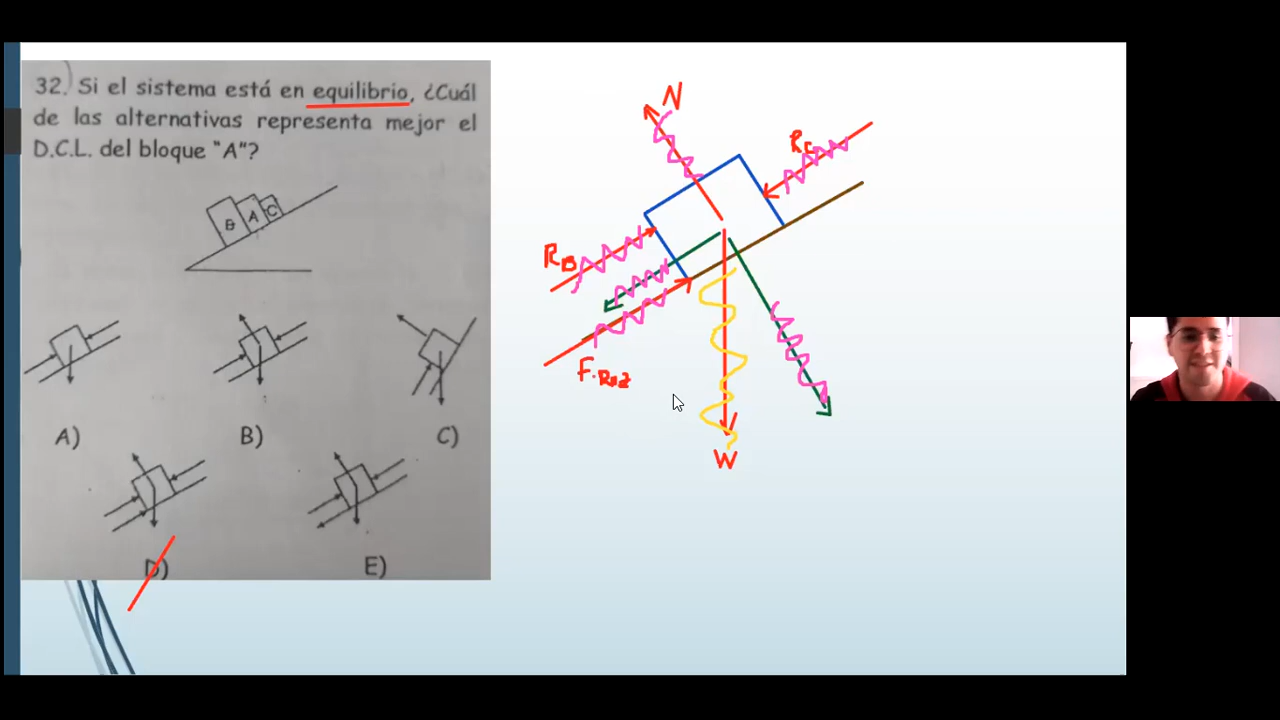 32. Si el sistema está en equilibrio, ¿Cuál
de las alternativas representa mejor el
D.C.L. del bloque "A"?
B A C
A) B) C)
D) E)
N
RC
RB
F.Roz
W